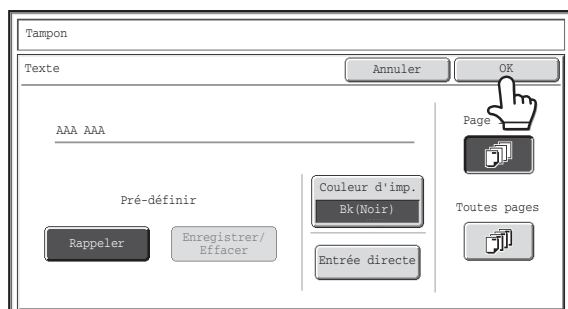 Tampon
Texte
Annuler
OK
AAA AAA
Page
Pré-définir
Rappeler
Enregistrer/
Effacer
Couleur d'imp.
Bk(Noir)
Entrée directe
Toutes pages